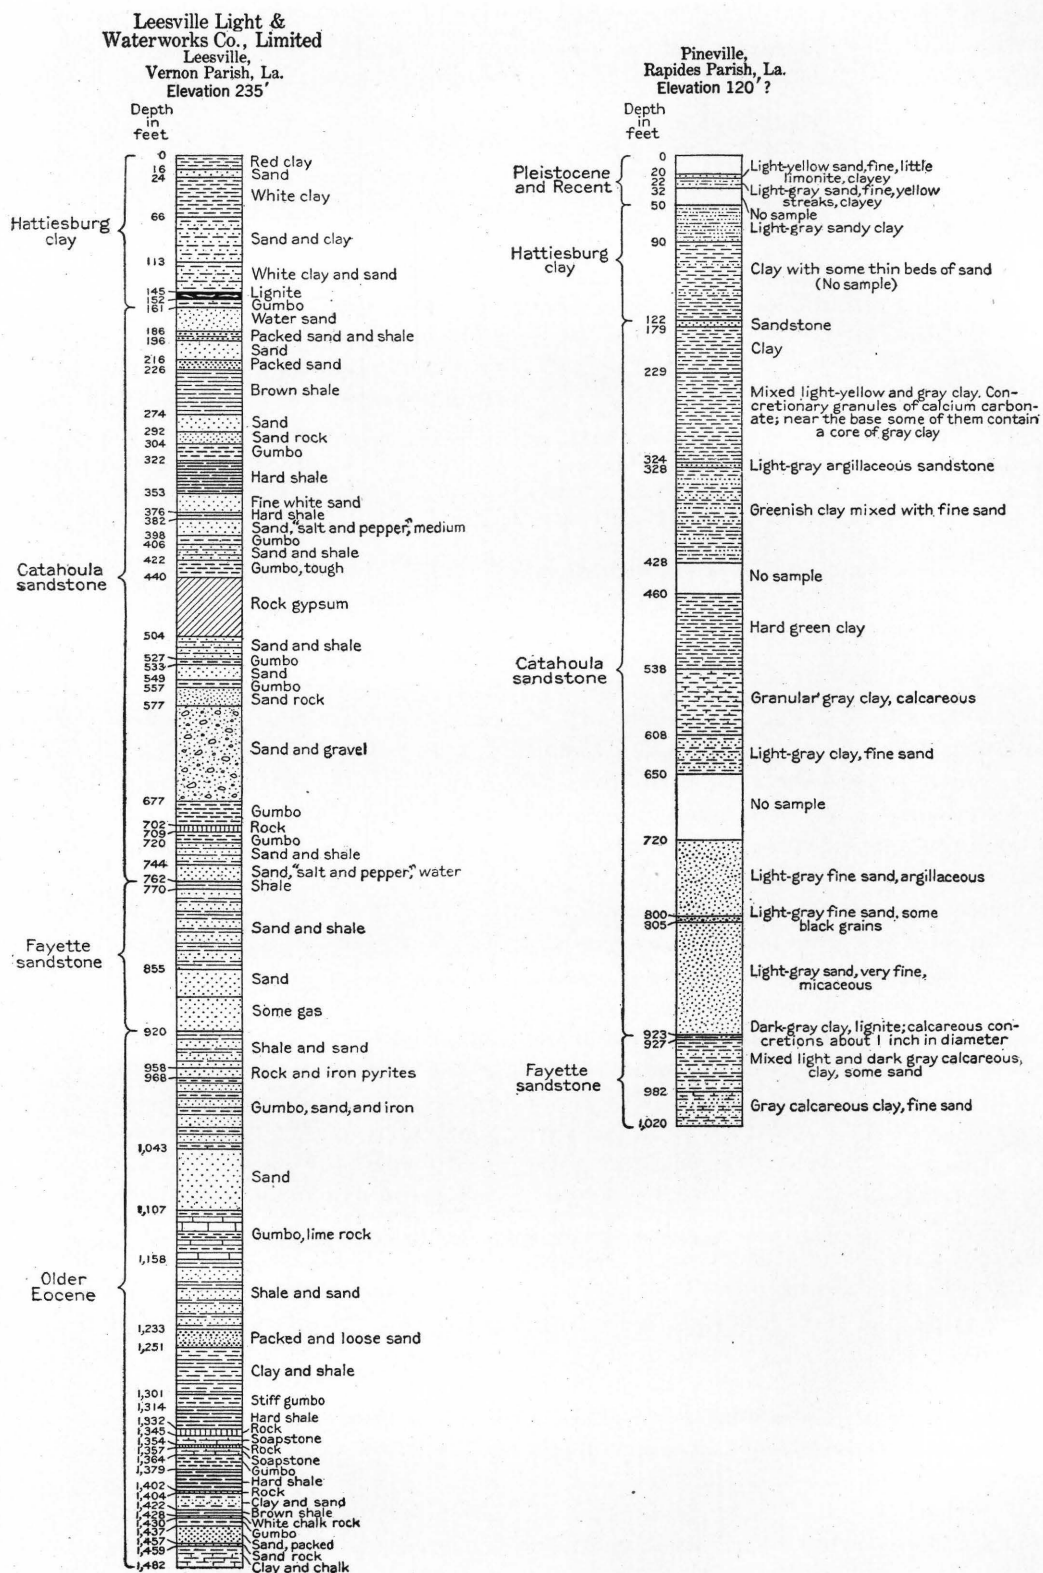 Leesville Light &
Waterworks Co., Limited
Leesville,
Vernon Parish, La.
Elevation 235′
Depth
in
feet
Hattiesburg
clay
Catahoula
sandstone
Fayette
sandstone
Older
Eocene
0
Red clay
16
Sand
24
White clay
66
Sand and clay
113
White clay and sand
145
Lignite
152
Gumbo
161
Water sand
186
Packed sand and shale
196
Sand
216
Packed sand
226
Brown shale
274
Sand
292
Sand rock
304
Gumbo
322
Hard shale
353
Fine white sand
376
Hard shale
382
Sand, "salt and pepper," medium
398
Gumbo
406
Sand and shale
422
Gumbo, tough
440
Rock gypsum
504
Sand and shale
527
Gumbo
533
Sand
549
Gumbo
557
Sand rock
577
Sand and gravel
677
Gumbo
702
Rock
709
Gumbo
720
Sand and shale
744
Sand, "salt and pepper," water
762
Shale
770
Sand and shale
855
Sand
Some gas
920
Shale and sand
958
Rock and iron pyrites
968
Gumbo, sand, and iron
1,043
Sand
1,107
Gumbo, lime rock
1,158
Shale and sand
1,233
Packed and loose sand
1,251
Clay and shale
1,301
Stiff gumbo
1,314
Hard shale
1,332
Rock
1,345
Soapstone
1,354
Rock
1,357
Soapstone
1,364
Gumbo
1,379
Hard shale
1,402
Rock
1,404
Clay and sand
1,422
Brown shale
1,428
White chalk rock
1,430
Gumbo
1,437
Sand, packed
1,457
Sand rock
1,459
Clay and chalk
1,482
Pineville,
Rapides Parish, La.
Elevation 120′?
Depth
in
feet
Pleistocene
and Recent
Hattiesburg
clay
Catahoula
sandstone
Fayette
sandstone
0
Light-yellow sand, fine, little
limonite, clayey
20
22
Light-gray sand, fine, yellow
streaks, clayey
32
No sample
50
Light-gray sandy clay
90
Clay with some thin beds of sand
(No sample)
122
Sandstone
179
Clay
229
Mixed light-yellow and gray clay. Con-
cretionary granules of calcium carbon-
ate; near the base some of them contain
a core of gray clay
324
Light-gray argillaceous sandstone
328
Greenish clay mixed with fine sand
428
No sample
460
Hard green clay
538
Granular gray clay, calcareous
608
Light-gray clay, fine sand
650
No sample
720
Light-gray fine sand, argillaceous
800
Light-gray fine sand, some
black grains
805
Light-gray sand, very fine,
micaceous
923
Dark-gray clay, lignite; calcareous con-
cretions about 1 inch in diameter
927
Mixed light and dark gray calcareous,
clay, some sand
982
Gray calcareous clay, fine sand
1,020